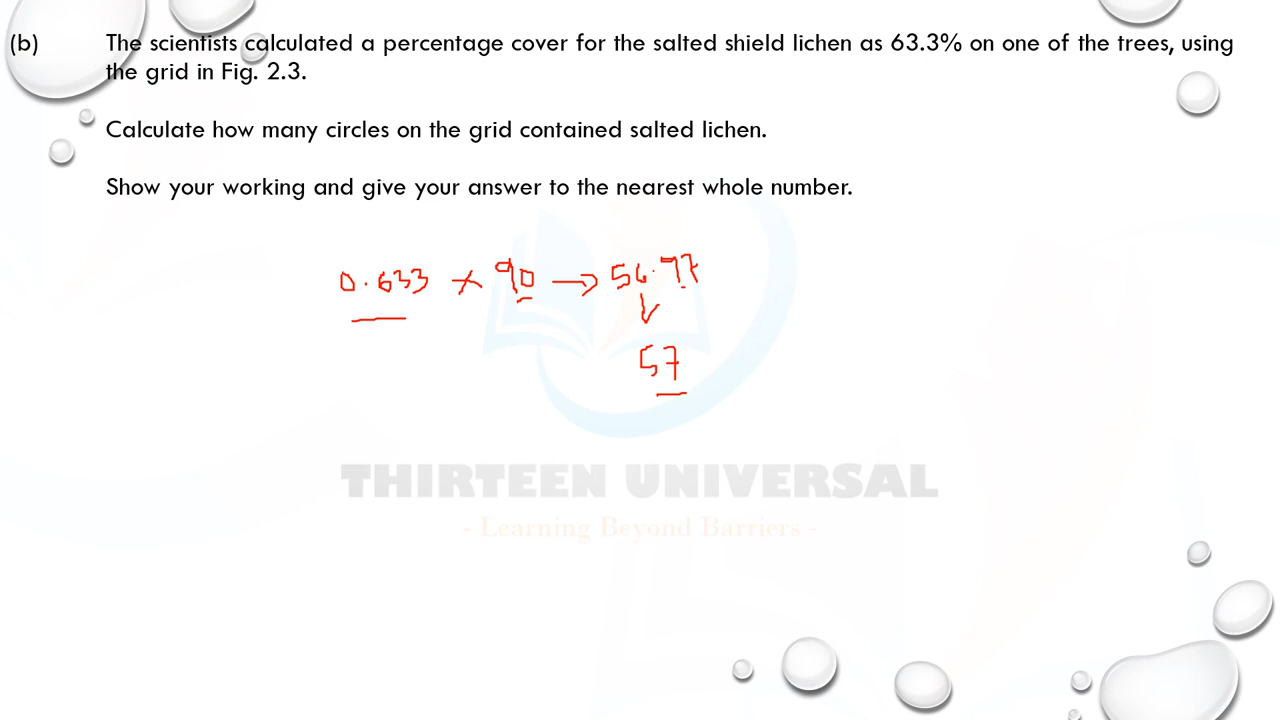 (b) The scientists calculated a percentage cover for the salted shield lichen as 63.3% on one of the trees, using
the grid in Fig. 2.3.
Calculate how many circles on the grid contained salted lichen.
Show your working and give your answer to the nearest whole number.
0.633 × 90 → 56.97
↓
57
THIRTEEN UNIVERSAL
- Learning Beyond Barriers -